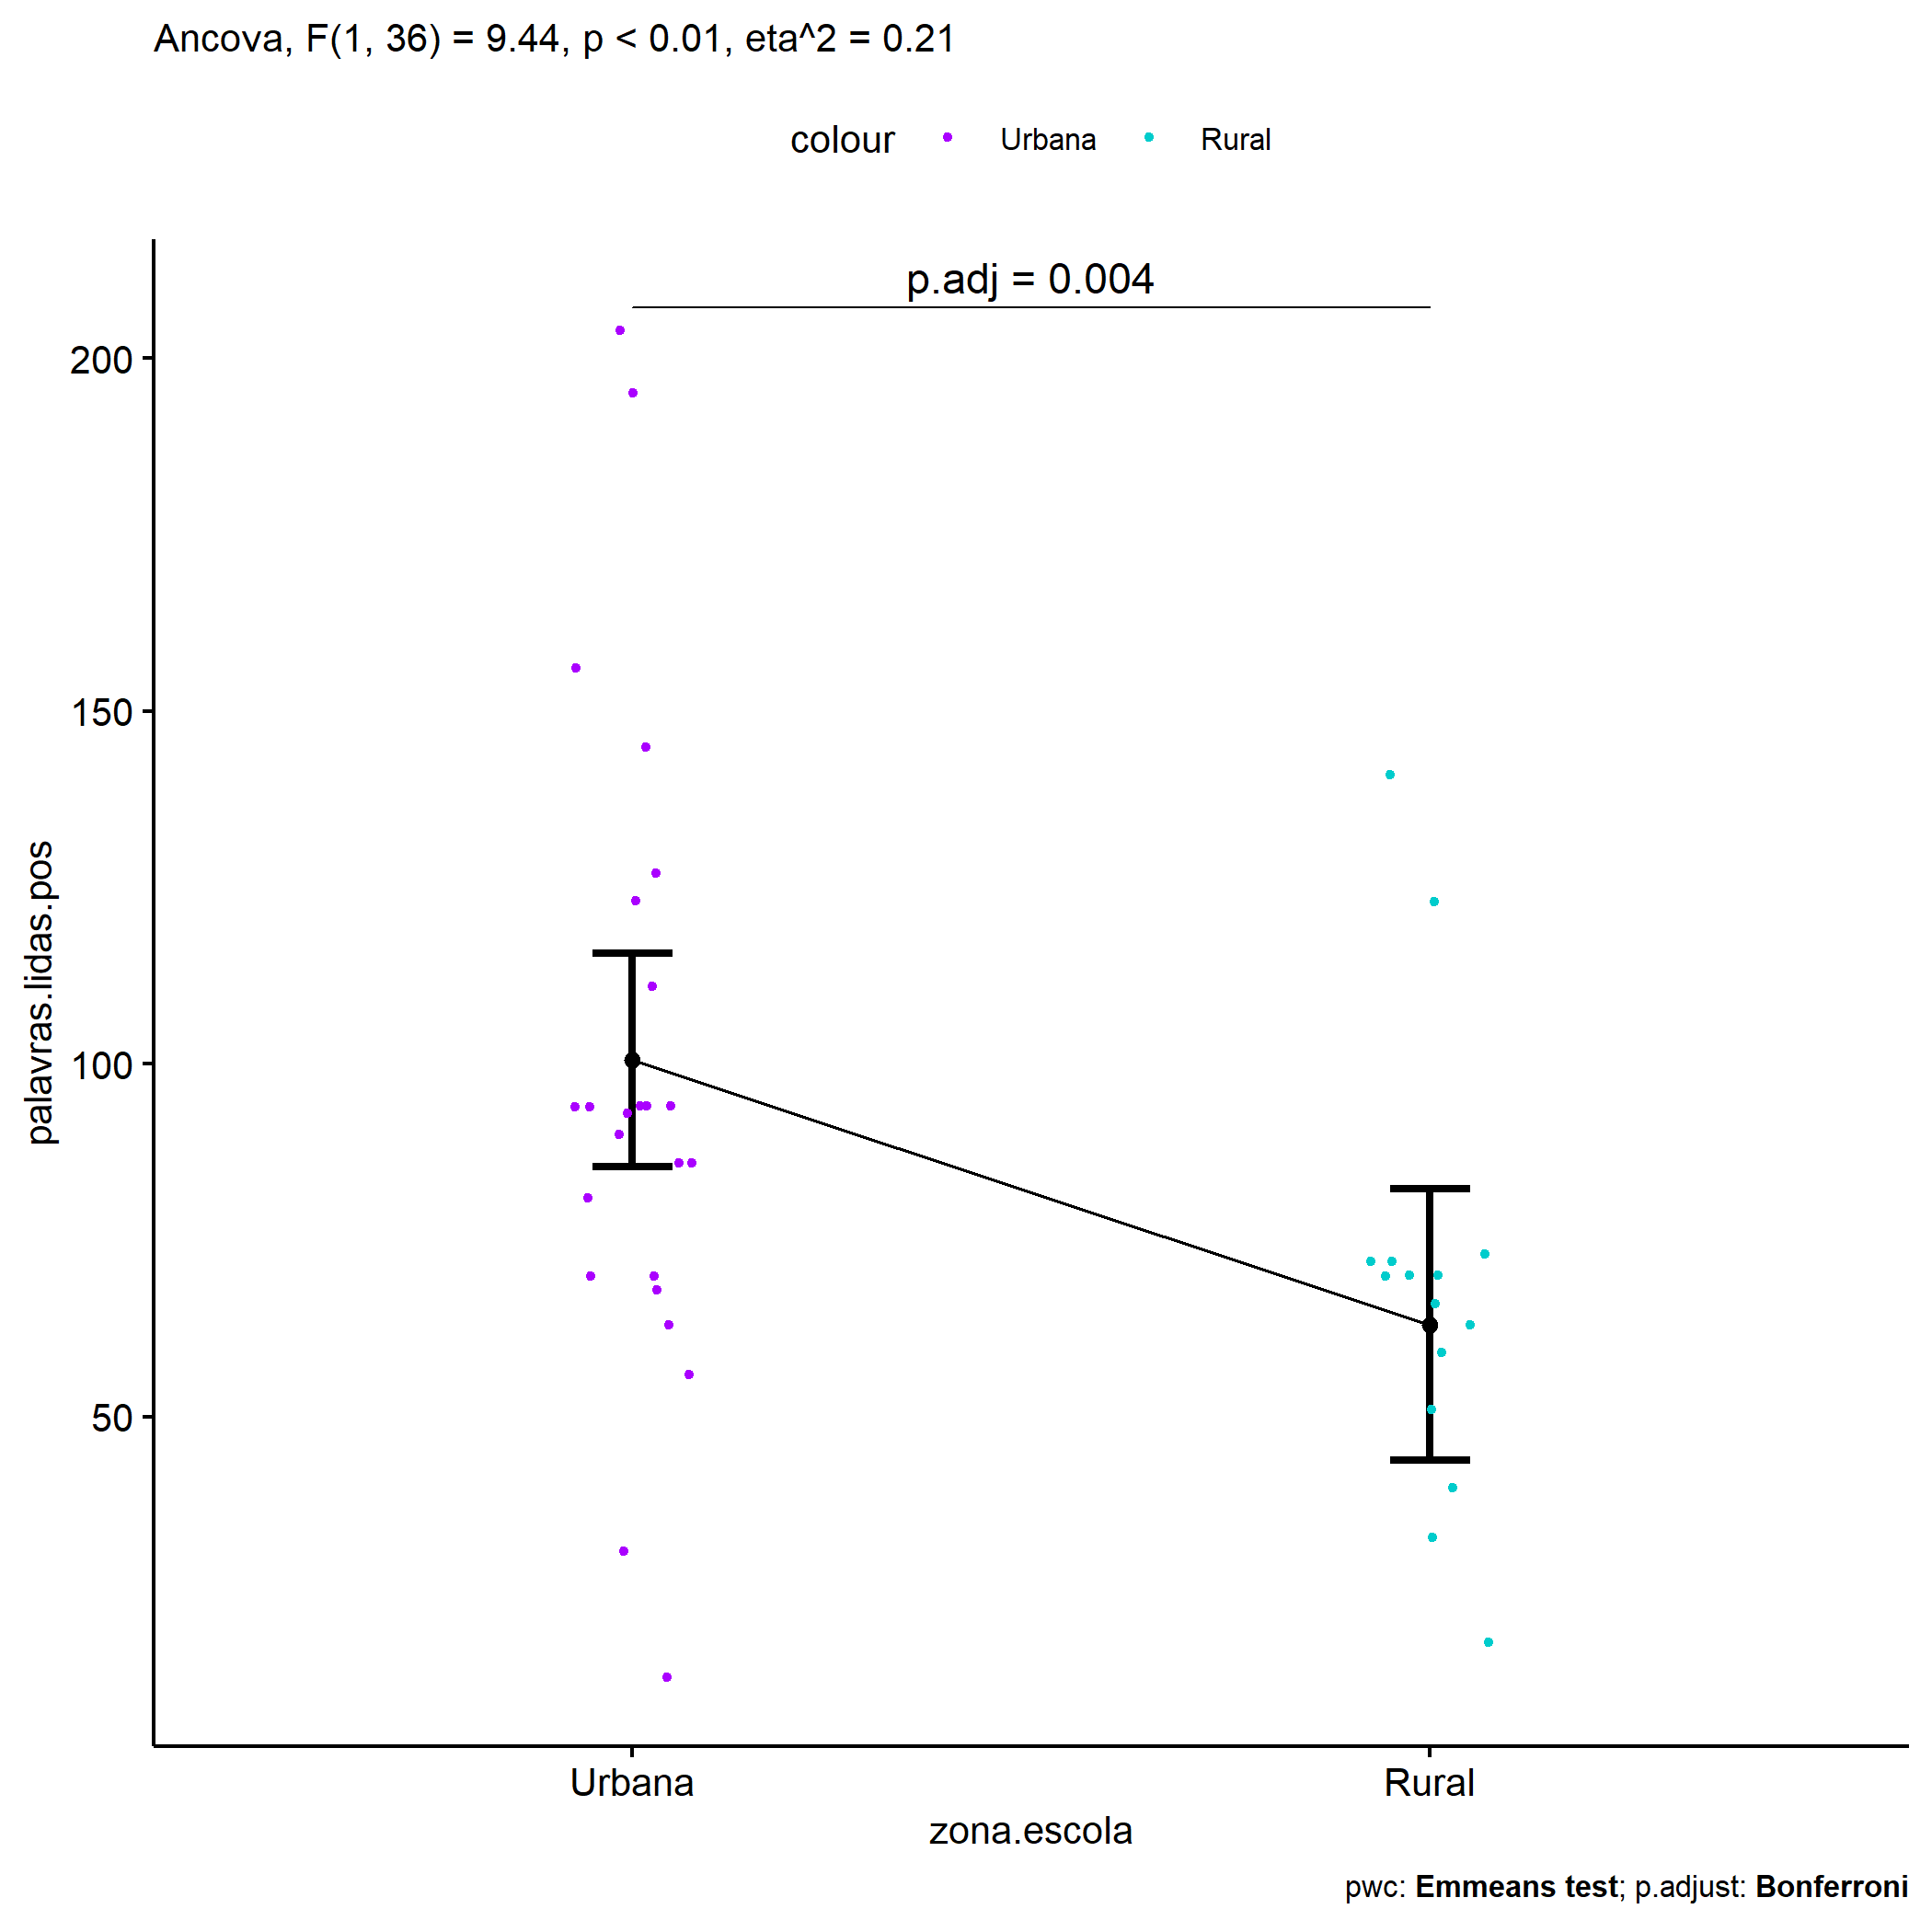 Ancova, F(1, 36) = 9.44, p < 0.01, eta^2 = 0.21
colour Urbana Rural
p.adj = 0.004
200
150
100
50
palavras.lidas.pos
Urbana Rural
zona.escola
pwc: Emmeans test; p.adjust: Bonferroni